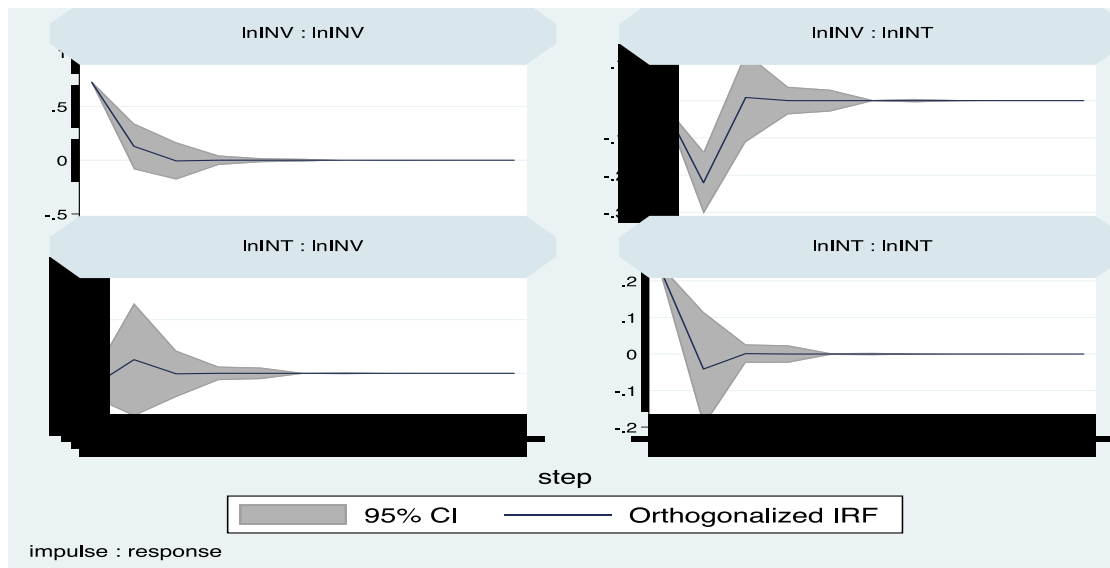 lnINV : lnINV
lnINV : lnINT
.5
0
-.5
lnINT : lnINV
lnINT : lnINT
.2
.1
0
-.1
-.2
step
95% CI
Orthogonalized IRF
impulse : response